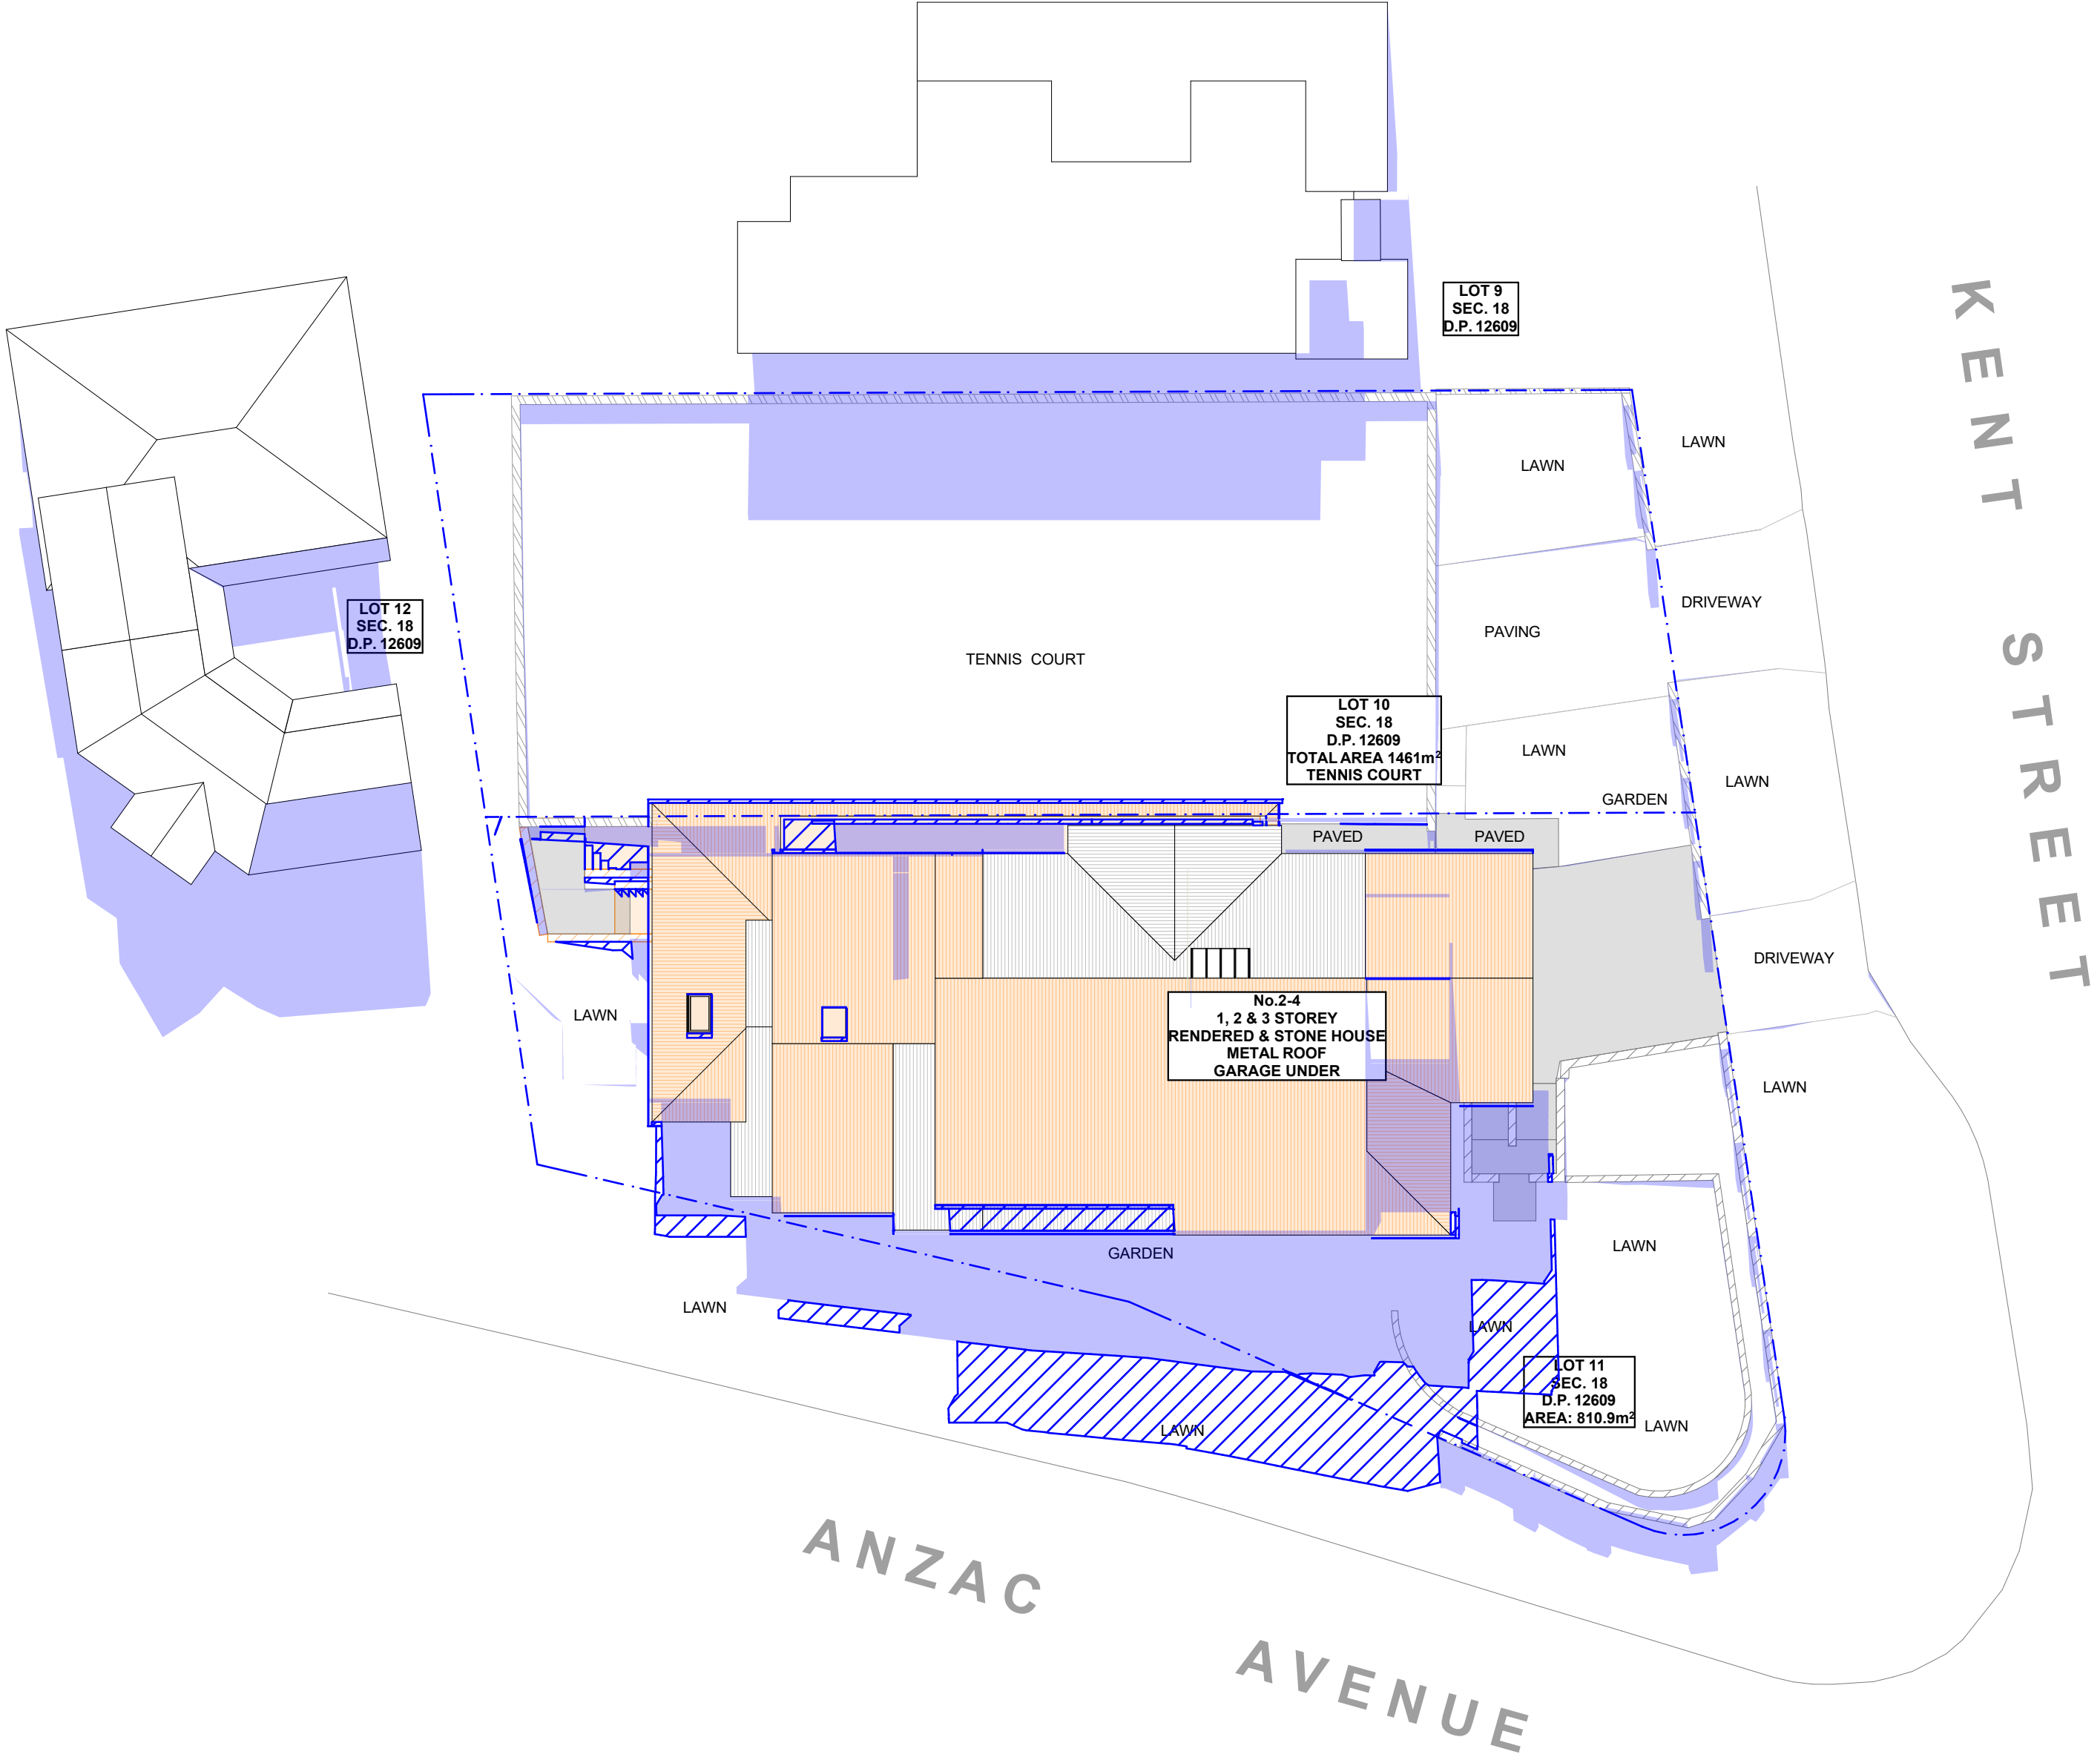 LOT 9
SEC. 18
D.P. 12609
KENT STREET
LAWN
LAWN
LOT 12
SEC. 18
D.P. 12609
DRIVEWAY
PAVING
TENNIS COURT
LOT 10
SEC. 18
D.P. 12609
TOTAL AREA 1461m²
TENNIS COURT
LAWN
LAWN
GARDEN
PAVED
PAVED
DRIVEWAY
LAWN
No.2-4
1, 2 & 3 STOREY
RENDERED & STONE HOUSE
METAL ROOF
GARAGE UNDER
LAWN
LAWN
GARDEN
LAWN
LAWN
LOT 11
SEC. 18
D.P. 12609
AREA: 810.9m²
LAWN
LAWN
ANZAC
AVENUE